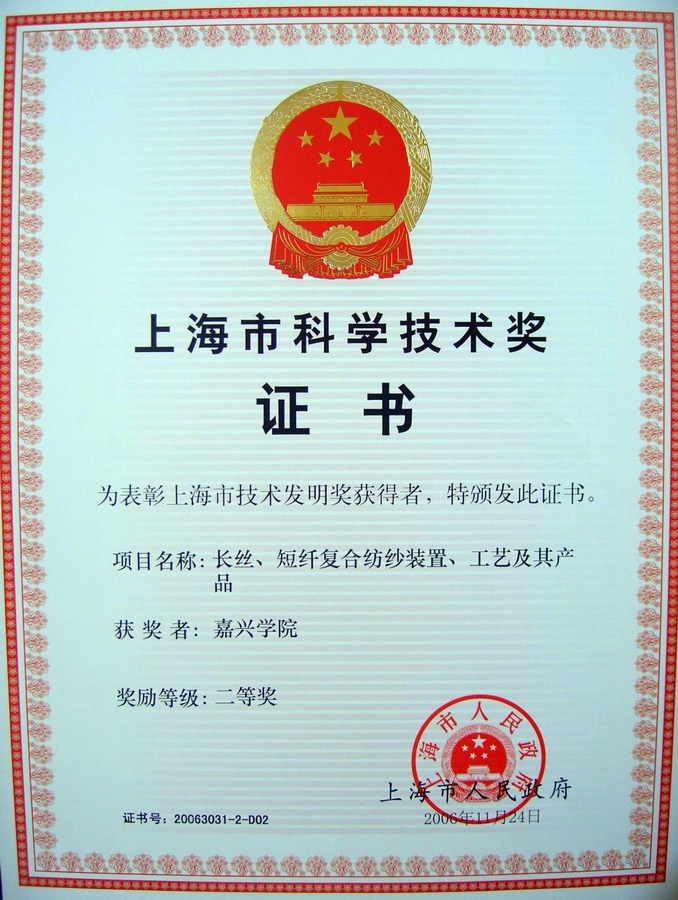 上海市科学技术奖
证 书
为表彰上海市技术发明奖获得者，特颁发此证书。
项目名称：长丝、短纤复合纺纱装置、工艺及其产
品
获 奖 者：嘉兴学院
奖励等级：二等奖
上海市人民政府
上海市人民政府
2006年11月24日
证书号：20063031-2-D02